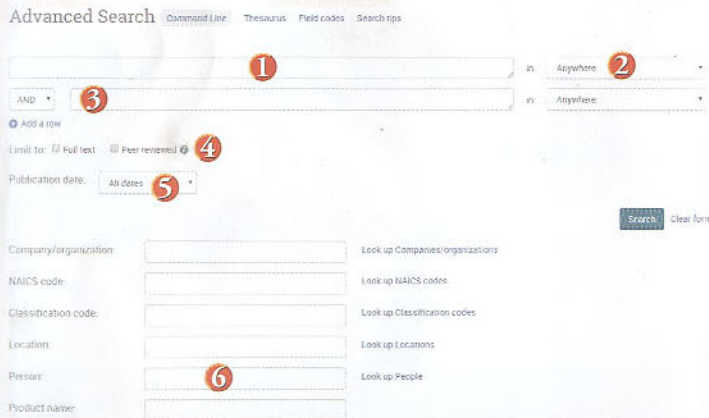 Advanced Search Command Line Thesaurus Field codes Search tips
1 in Anywhere 2
AND 3 in Anywhere
Add a row
Limit to: Full text Peer reviewed 4
Publication date: All dates 5
Search Clear form
Company/organization: Look up Companies/organizations
NAICS code: Look up NAICS codes
Classification code: Look up Classification codes
Location: Look up Locations
Person: 6 Look up People
Product name: